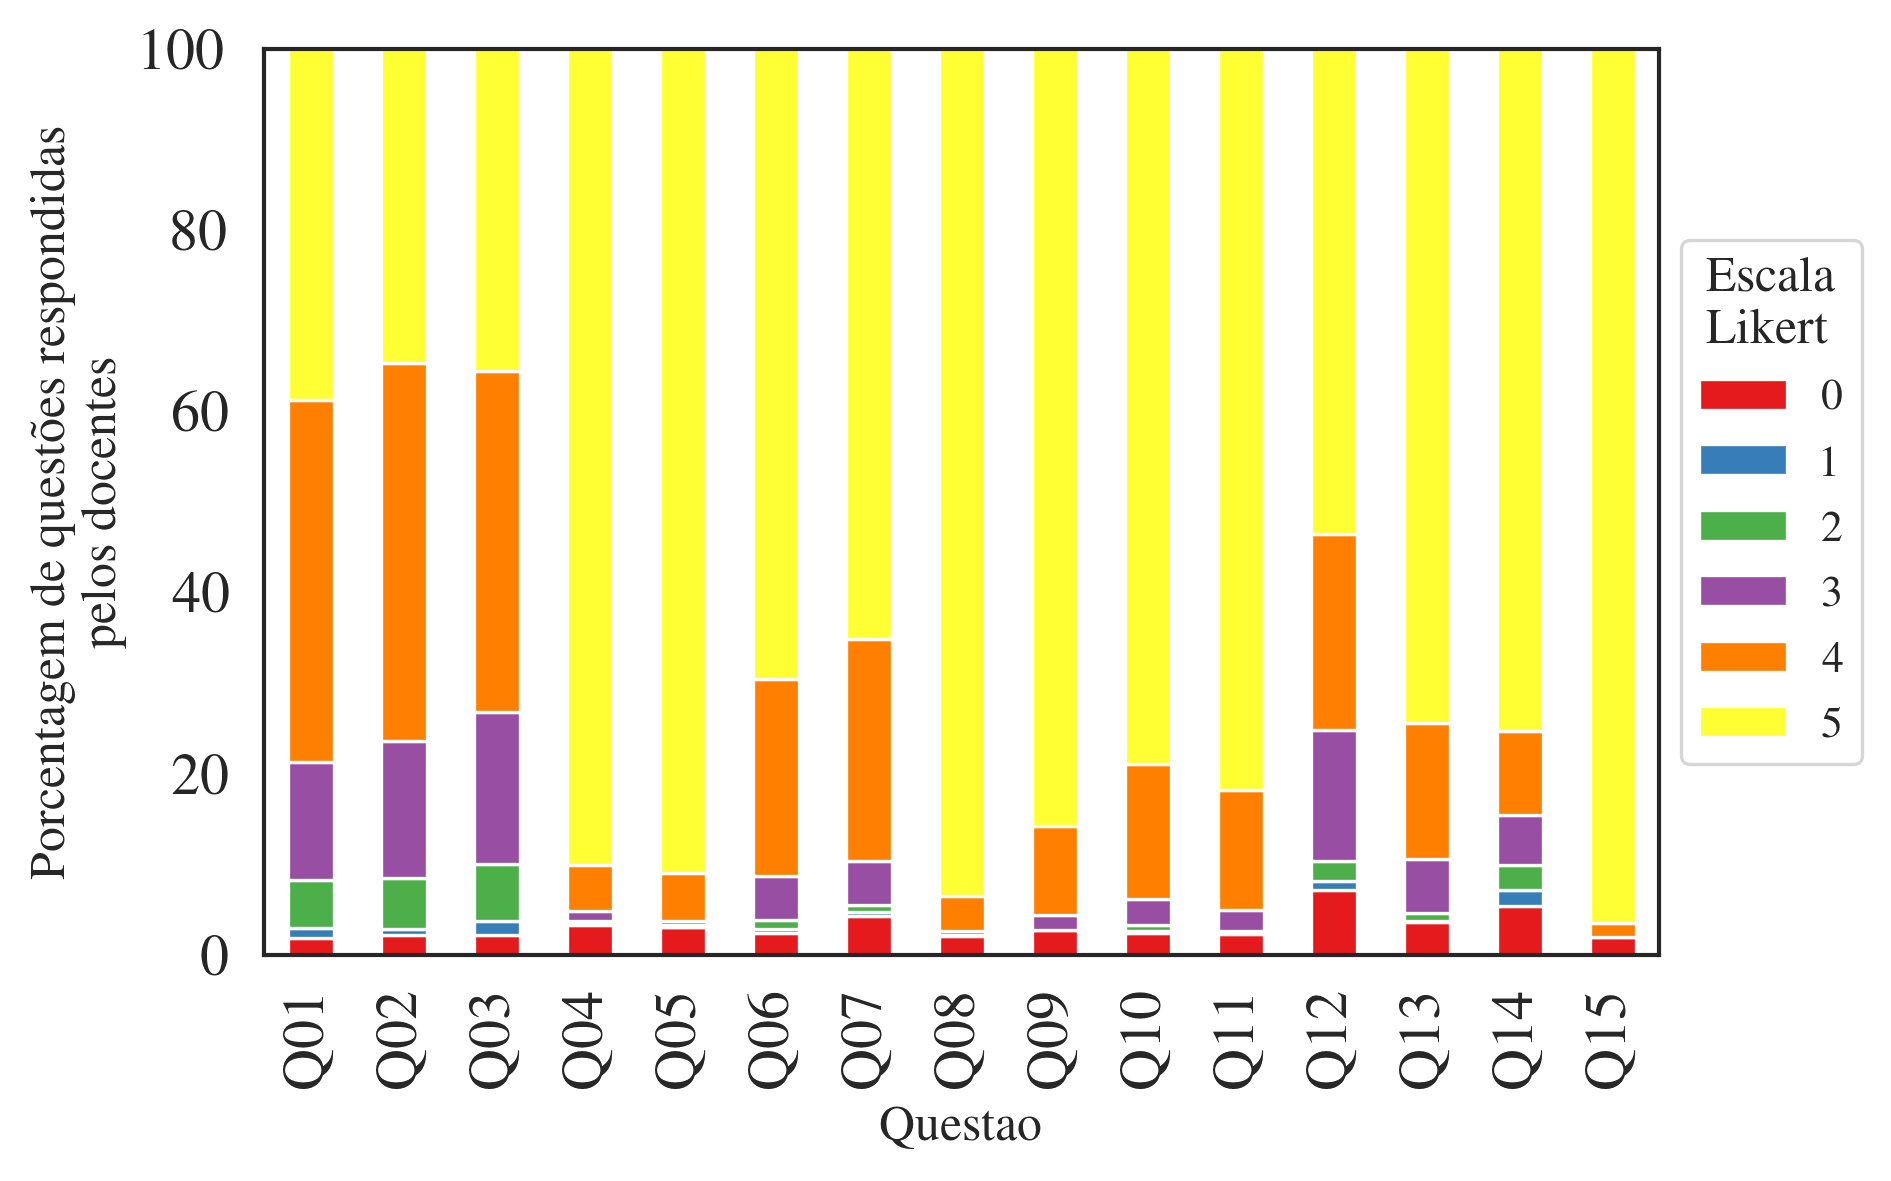 100
80
60
40
20
0
Porcentagem de questões respondidas
pelos docentes
Q01
Q02
Q03
Q04
Q05
Q06
Q07
Q08
Q09
Q10
Q11
Q12
Q13
Q14
Q15
Questao
Escala
Likert
0
1
2
3
4
5